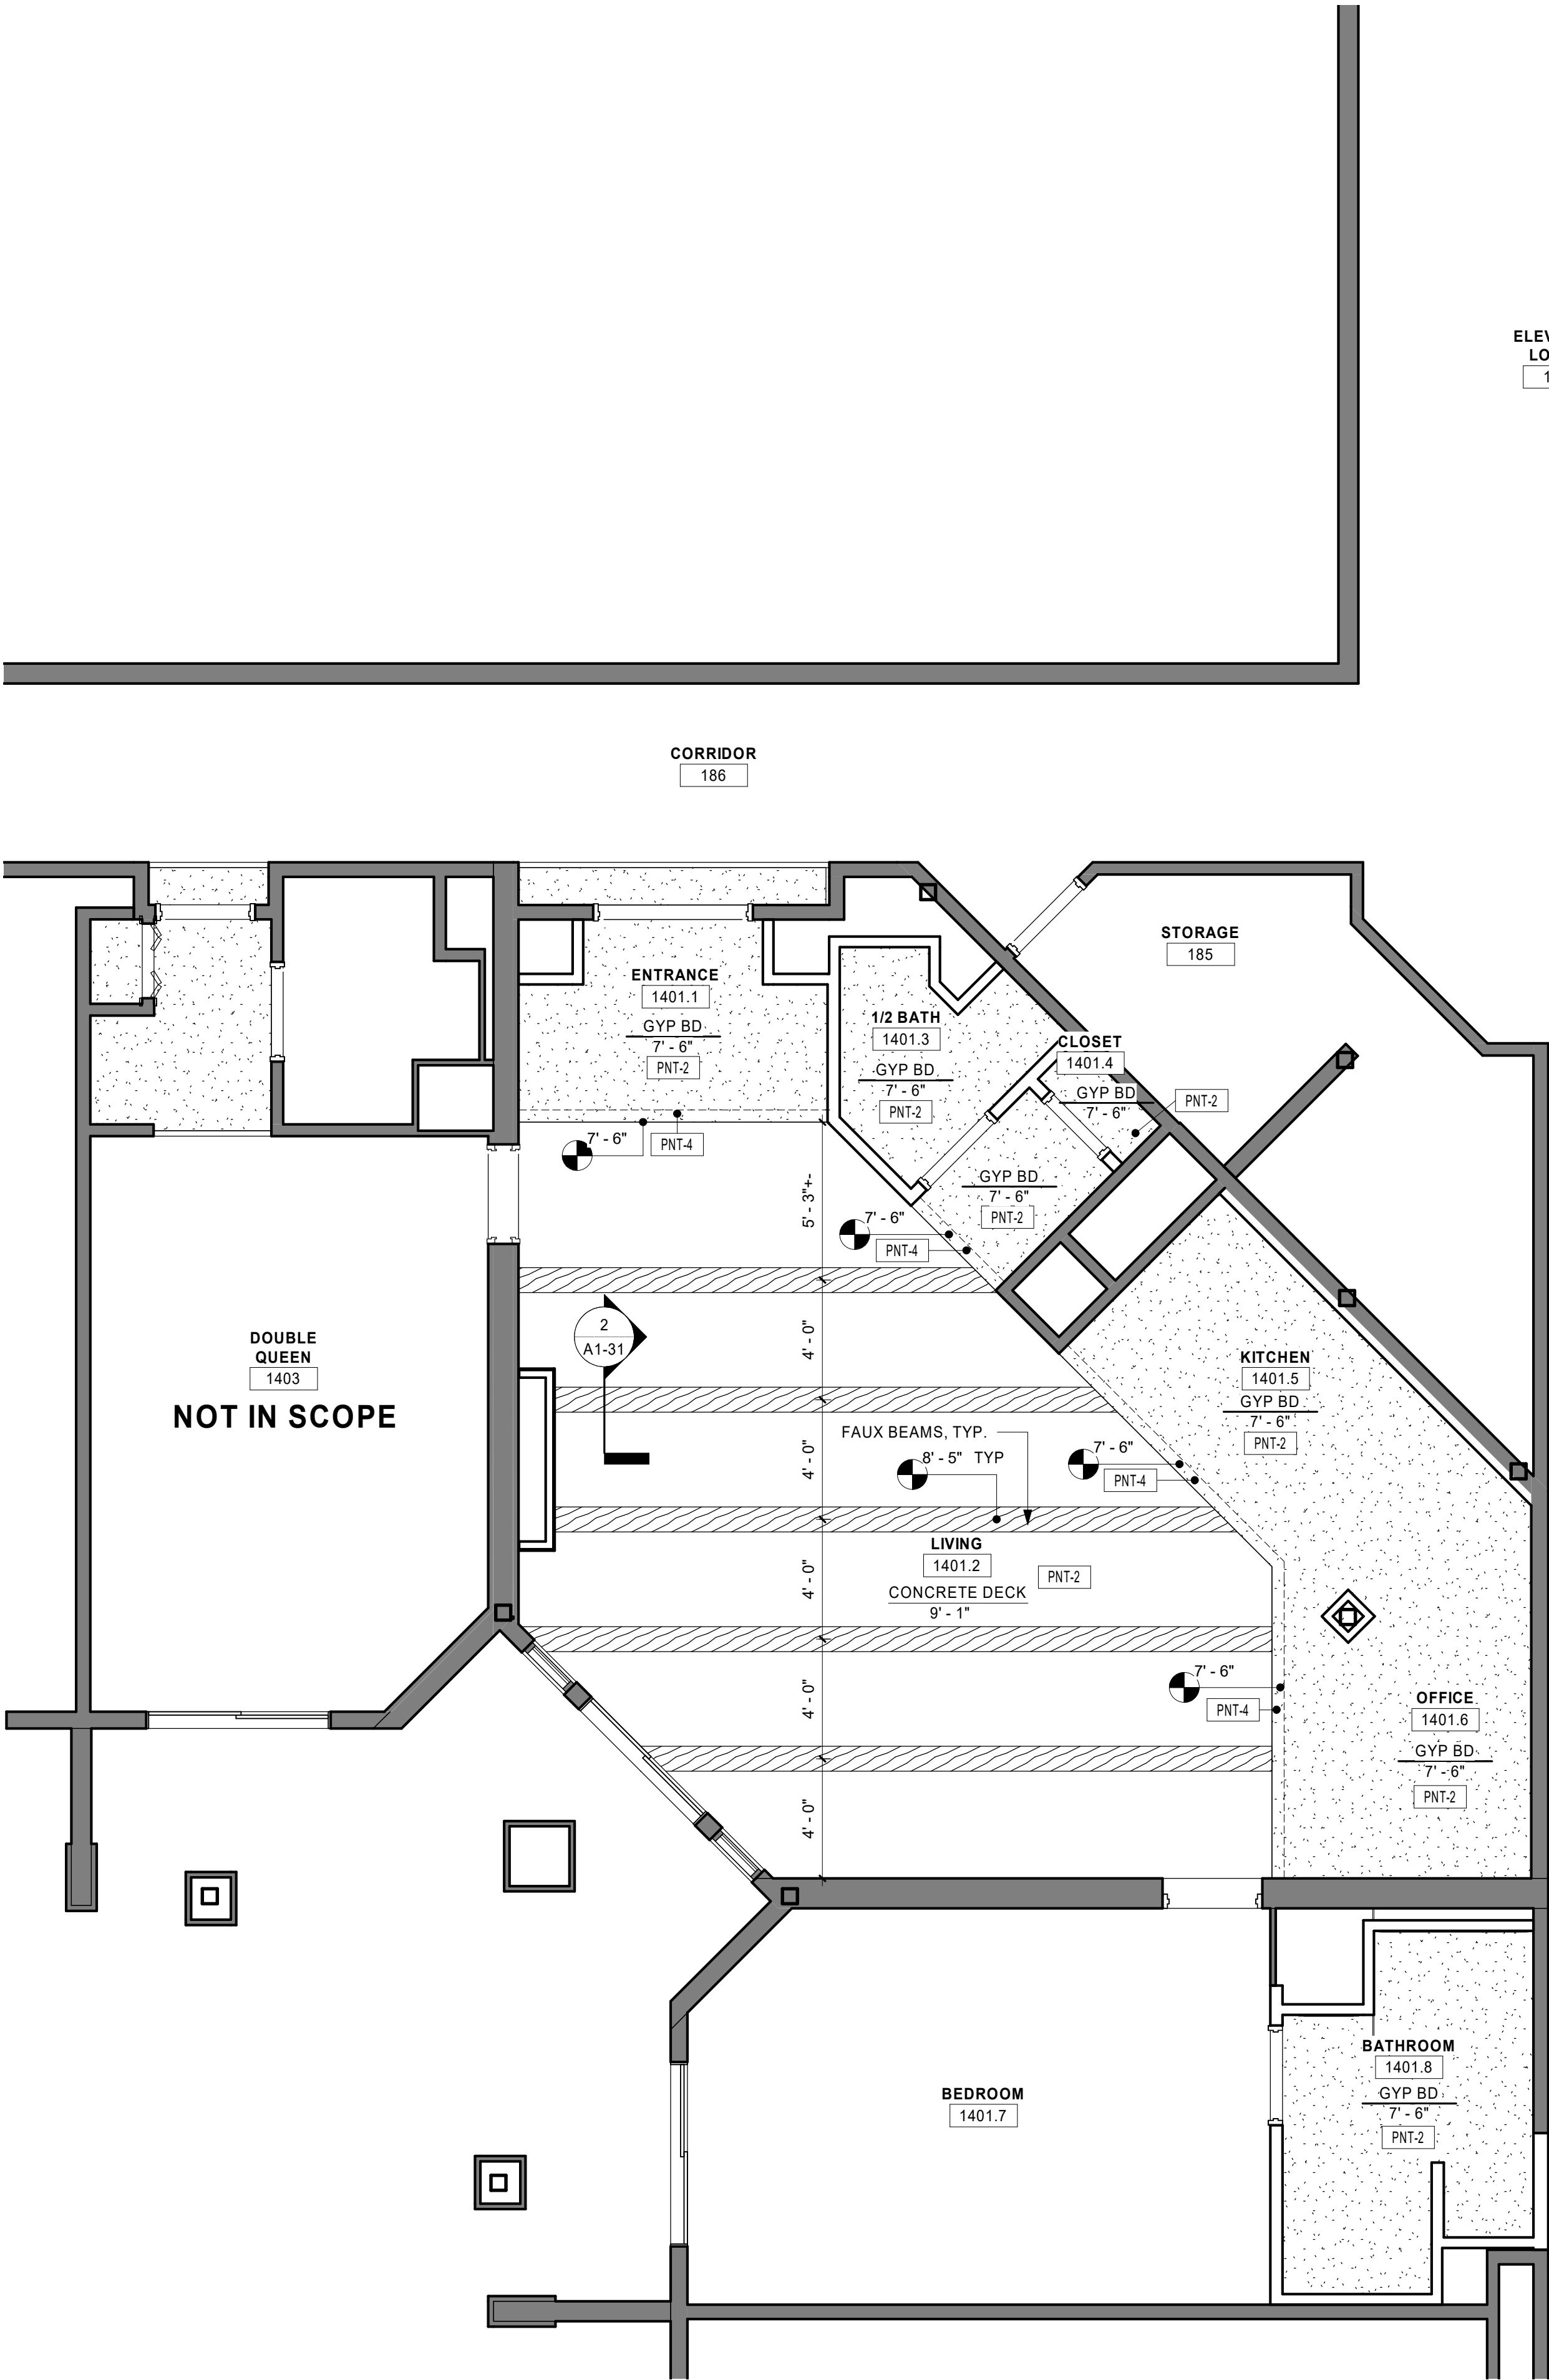 ELEV
LO
1
CORRIDOR
186
STORAGE
185
ENTRANCE
1401.1
GYP BD
7' - 6"
PNT-2
1/2 BATH
1401.3
GYP BD
7' - 6"
PNT-2
CLOSET
1401.4
GYP BD
7' - 6"
PNT-2
7' - 6"
PNT-4
GYP BD
7' - 6"
PNT-2
5' - 3"+-
7' - 6"
PNT-4
2
A1-31
4' - 0"
DOUBLE
QUEEN
1403
NOT IN SCOPE
KITCHEN
1401.5
GYP BD
7' - 6"
PNT-2
FAUX BEAMS, TYP.
8' - 5" TYP
4' - 0"
7' - 6"
PNT-4
LIVING
1401.2
PNT-2
CONCRETE DECK
9' - 1"
4' - 0"
7' - 6"
PNT-4
4' - 0"
OFFICE
1401.6
GYP BD
7' - 6"
PNT-2
4' - 0"
BATHROOM
1401.8
GYP BD
7' - 6"
PNT-2
BEDROOM
1401.7